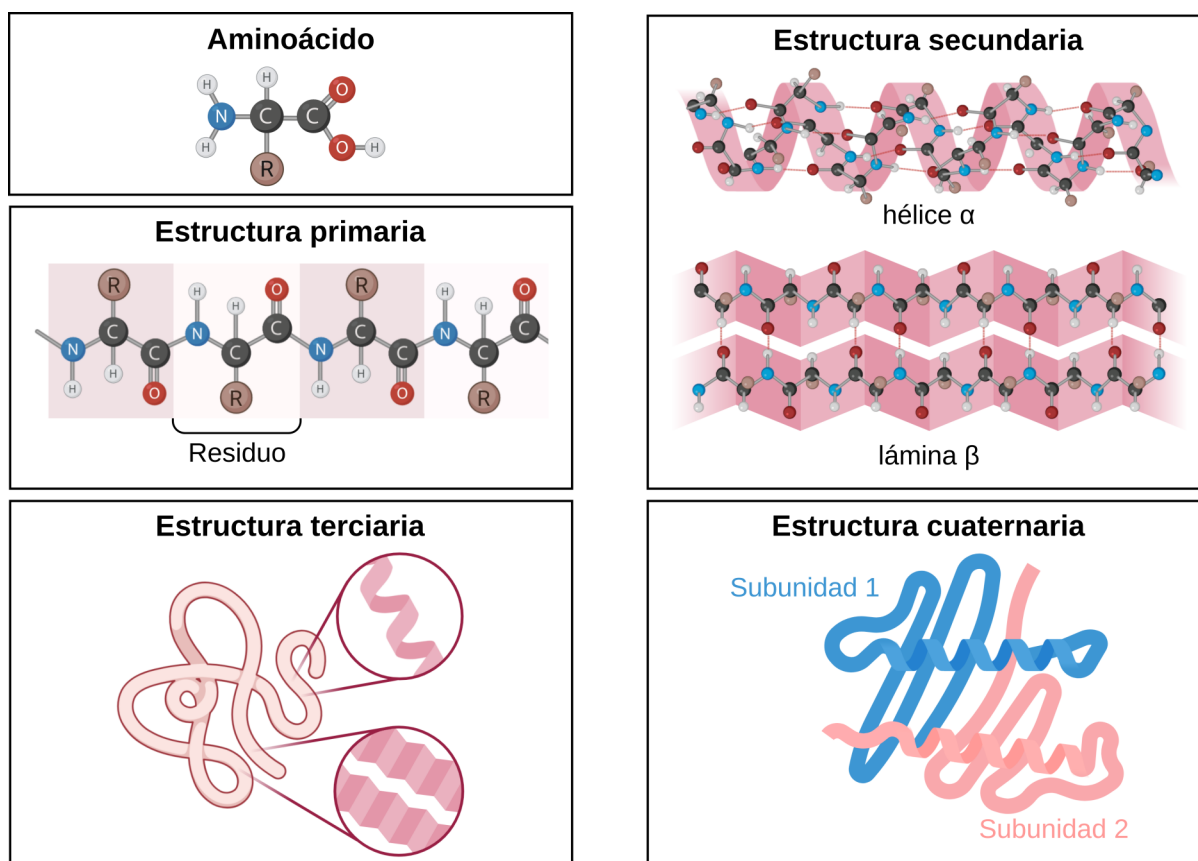 Aminoácido
H
H
O
N
C
C
H
R
O
H
Estructura primaria
R
H
H
O
R
H
H
O
N
C
C
N
C
C
N
C
C
N
C
C
H
H
O
R
H
H
O
R
Residuo
Estructura secundaria
hélice α
lámina β
Estructura terciaria
Estructura cuaternaria
Subunidad 1
Subunidad 2